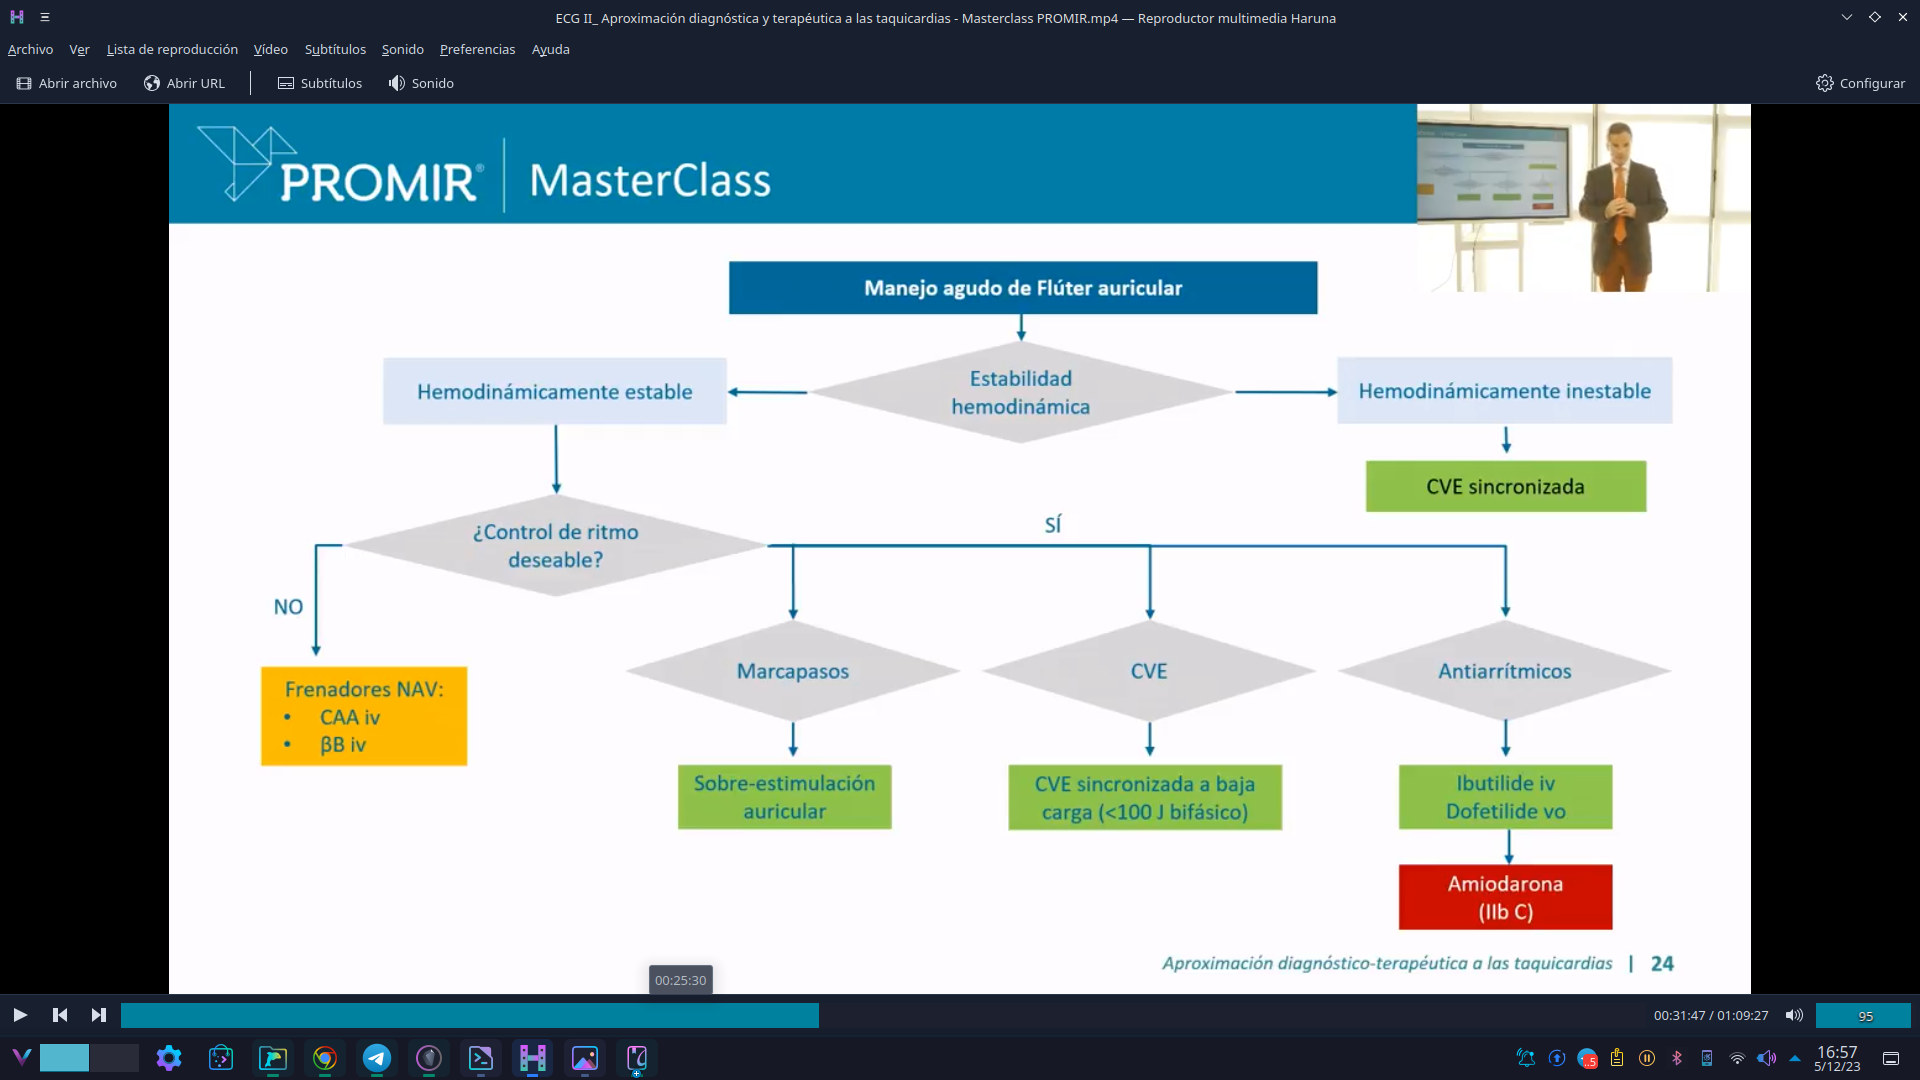 ECG II_ Aproximación diagnóstica y terapéutica a las taquicardias - Masterclass PROMIR.mp4 — Reproductor multimedia Haruna
Archivo Ver Lista de reproducción Vídeo Subtítulos Sonido Preferencias Ayuda
Abrir archivo Abrir URL Subtítulos Sonido Configurar
PROMIR® MasterClass
Manejo agudo de Flúter auricular
Estabilidad
hemodinámica
Hemodinámicamente estable
Hemodinámicamente inestable
CVE sincronizada
¿Control de ritmo
deseable?
SÍ
NO
Frenadores NAV:
• CAA iv
• βB iv
Marcapasos
CVE
Antiarrítmicos
Sobre-estimulación
auricular
CVE sincronizada a baja
carga (<100 J bifásico)
Ibutilide iv
Dofetilide vo
Amiodarona
(IIb C)
Aproximación diagnóstico-terapéutica a las taquicardias | 24
00:25:30
00:31:47 / 01:09:27
95
16:57
5/12/23